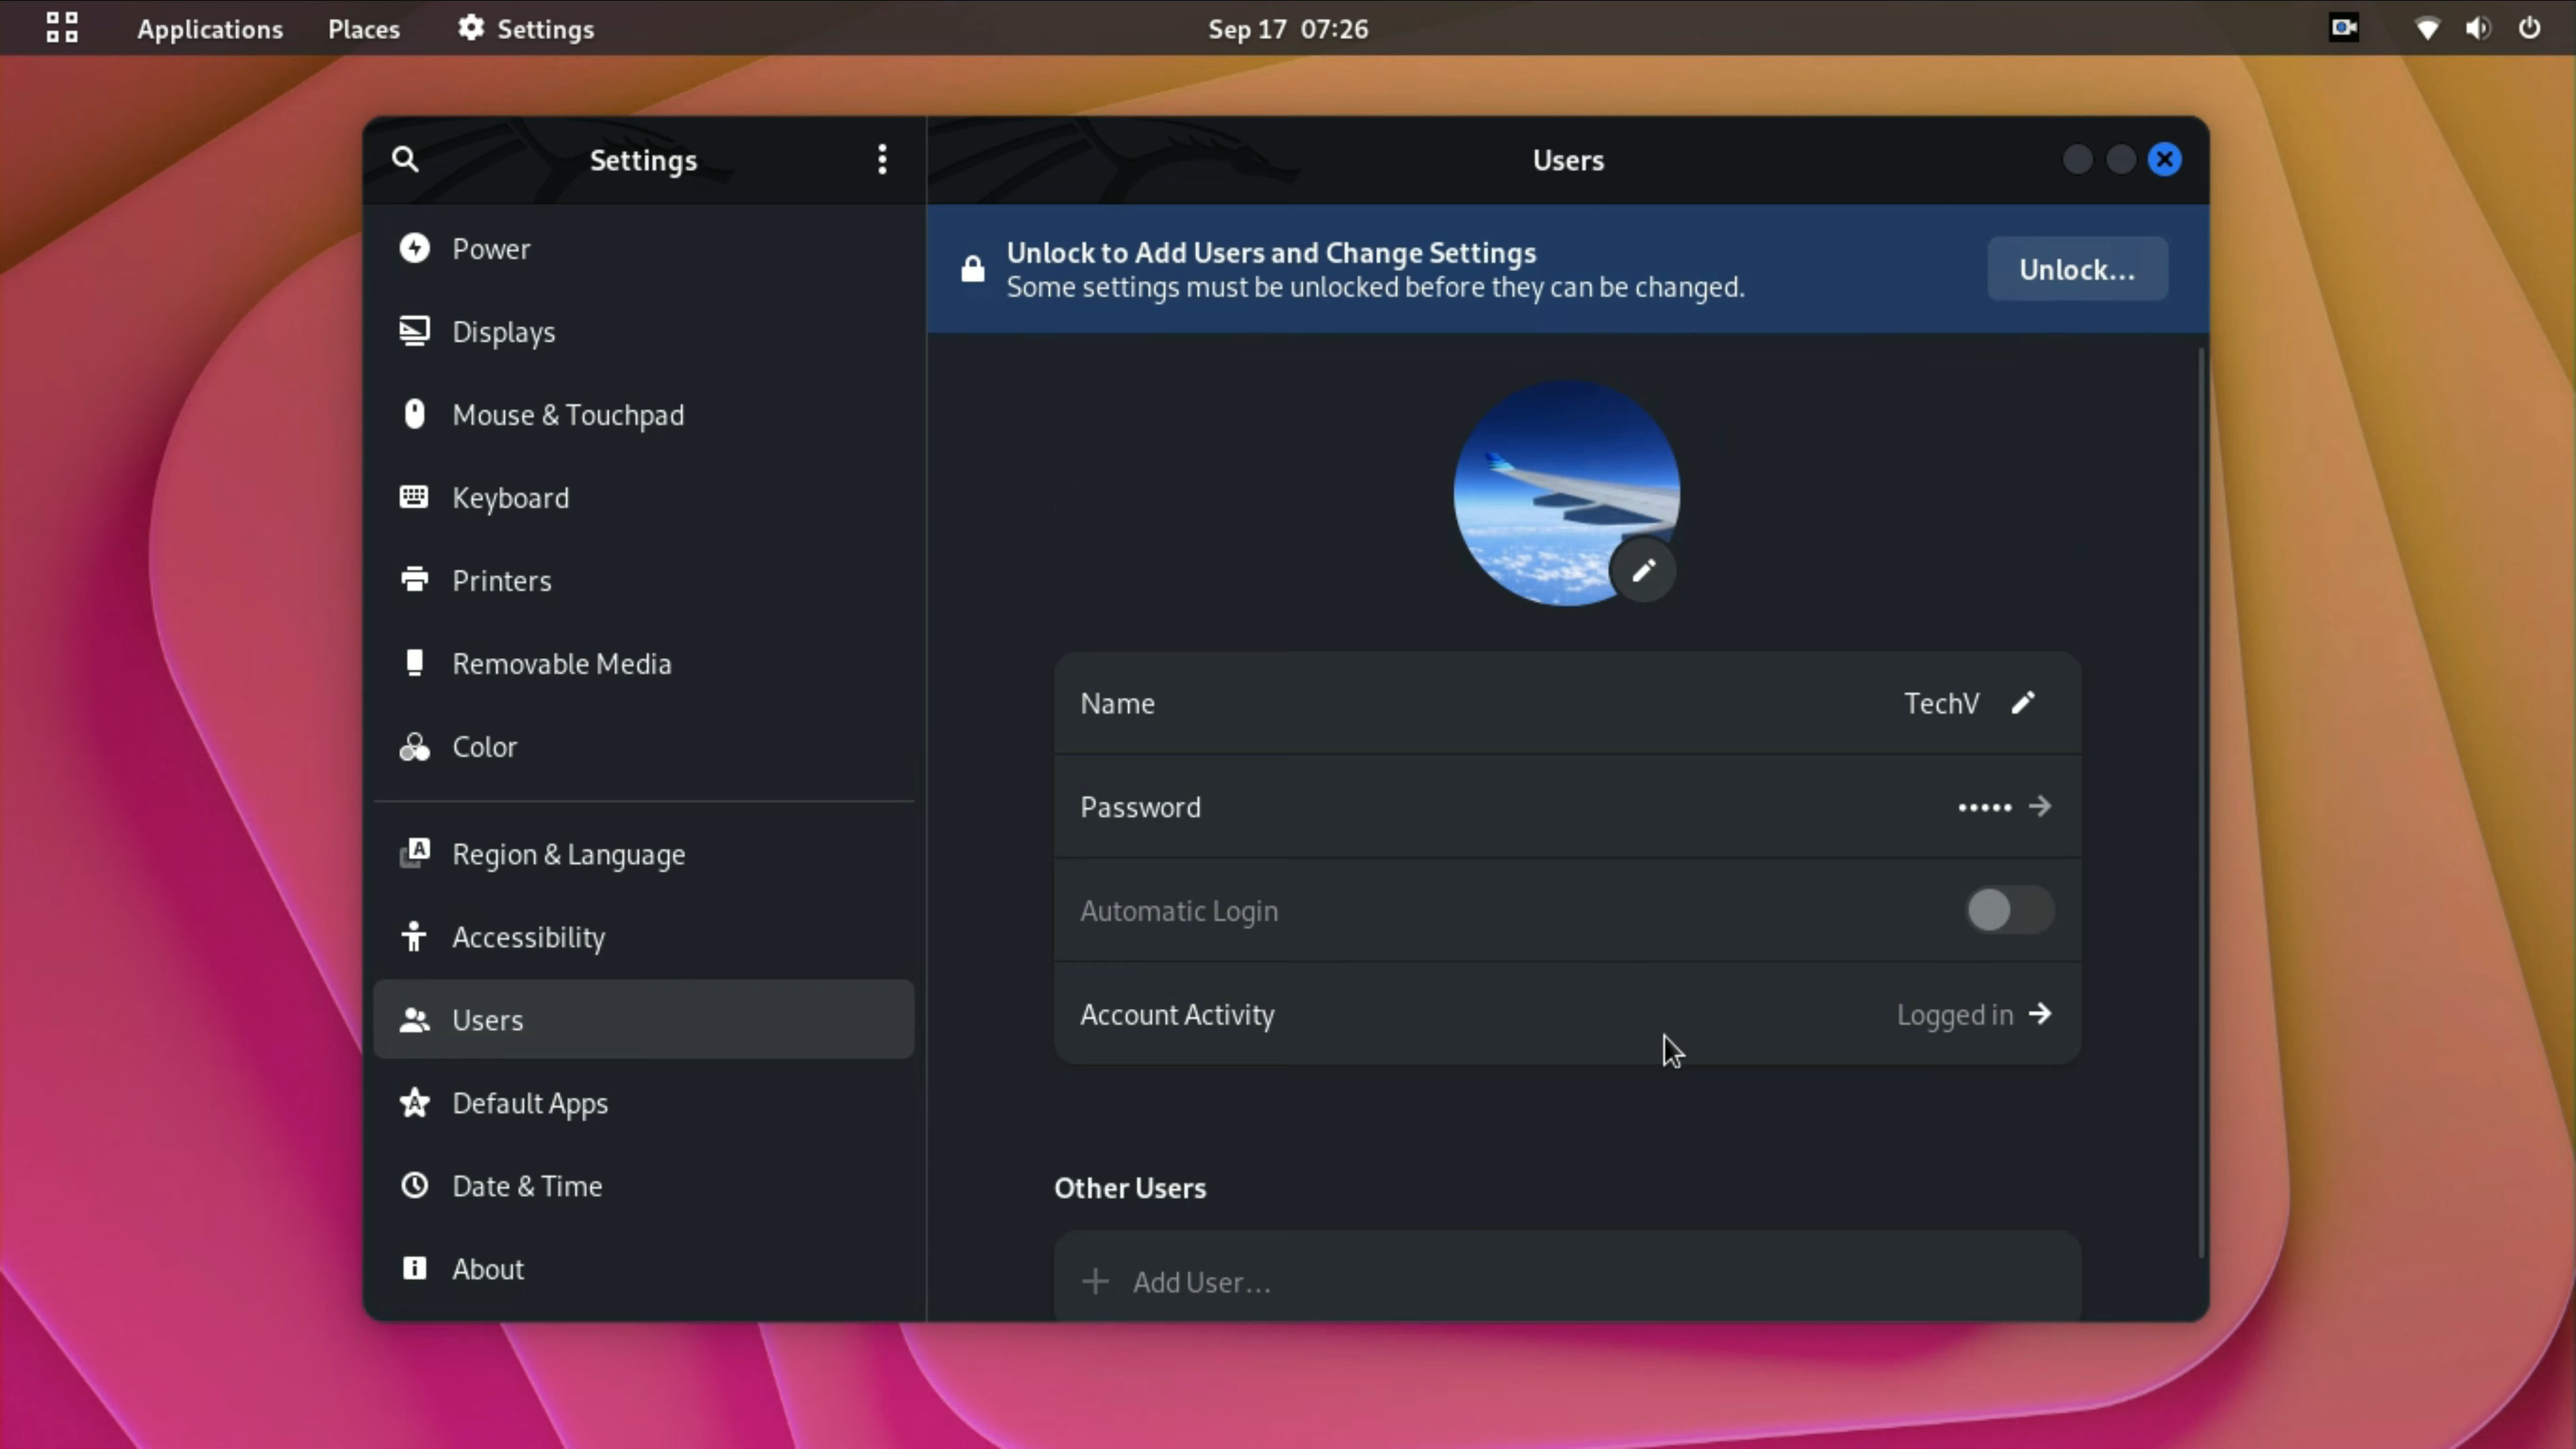 Applications Places Settings Sep 17 07:26
Settings
Power
Displays
Mouse & Touchpad
Keyboard
Printers
Removable Media
Color
Region & Language
Accessibility
Users
Default Apps
Date & Time
About
Users
Unlock to Add Users and Change Settings
Some settings must be unlocked before they can be changed.
Unlock...
Name TechV
Password •••••
Automatic Login
Account Activity Logged in
Other Users
Add User...